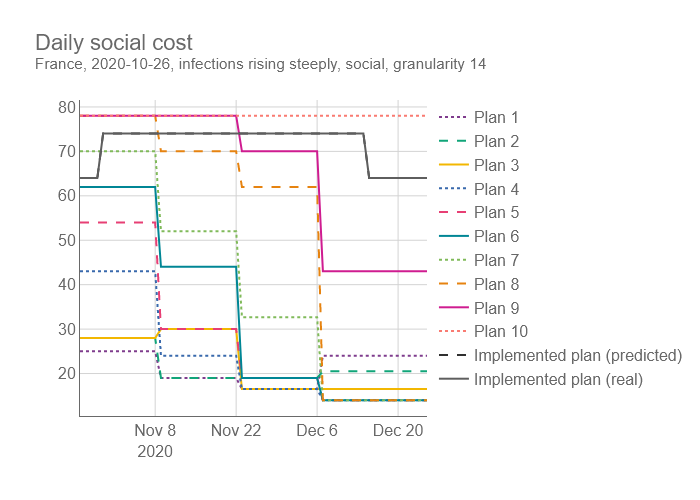 Daily social cost
France, 2020-10-26, infections rising steeply, social, granularity 14
80
70
60
50
40
30
20
Nov 8
2020
Nov 22
Dec 6
Dec 20
Plan 1
Plan 2
Plan 3
Plan 4
Plan 5
Plan 6
Plan 7
Plan 8
Plan 9
Plan 10
Implemented plan (predicted)
Implemented plan (real)